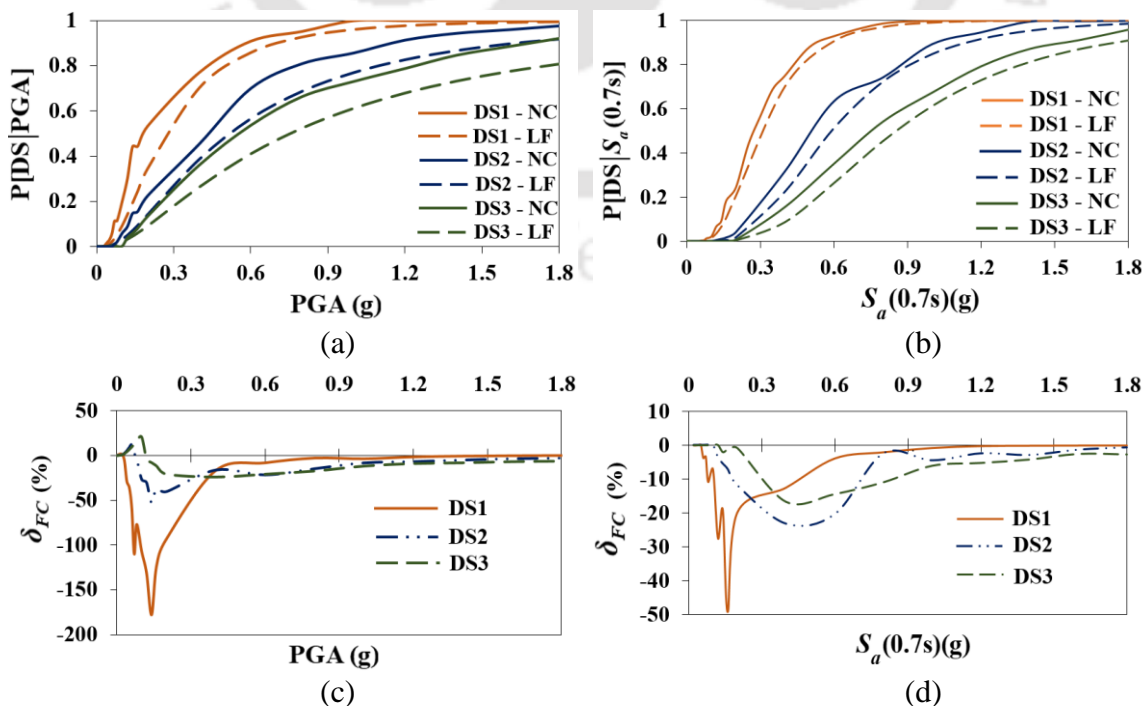 P[DS|PGA]
1
0.8
0.6
0.4
0.2
0
DS1 - NC
DS1 - LF
DS2 - NC
DS2 - LF
DS3 - NC
DS3 - LF
0 0.3 0.6 0.9 1.2 1.5 1.8
PGA (g)
(a)
P[DS|Sₐ(0.7s)]
1
0.8
0.6
0.4
0.2
0
DS1 - NC
DS1 - LF
DS2 - NC
DS2 - LF
DS3 - NC
DS3 - LF
0 0.3 0.6 0.9 1.2 1.5 1.8
Sₐ(0.7s)(g)
(b)
0 0.3 0.6 0.9 1.2 1.5 1.8
δFC (%)
50
0
-50
-100
-150
-200
DS1
DS2
DS3
PGA (g)
(c)
0 0.3 0.6 0.9 1.2 1.5 1.8
δFC (%)
10
0
-10
-20
-30
-40
-50
DS1
DS2
DS3
Sₐ(0.7s)(g)
(d)